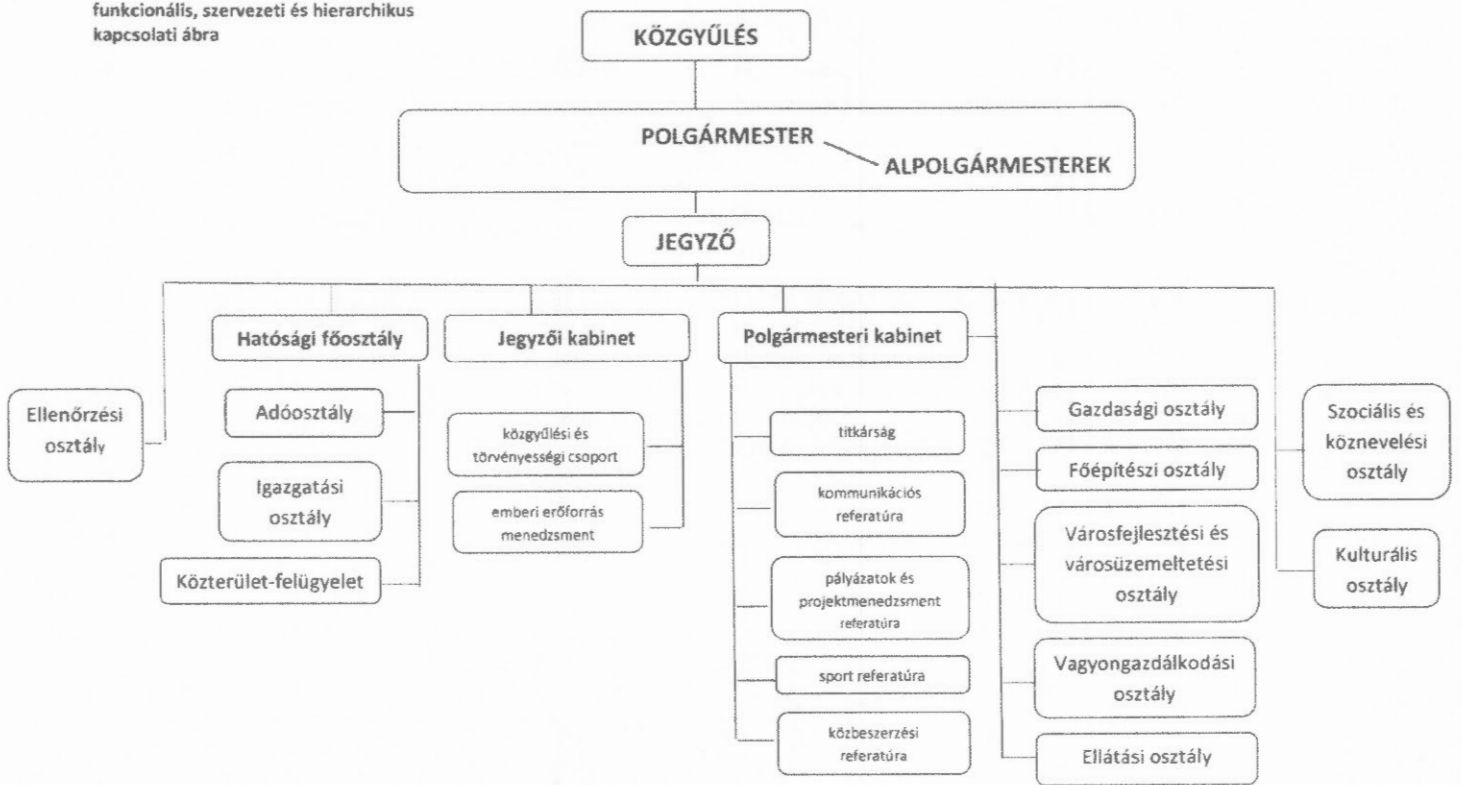 funkcionális, szervezeti és hierarchikus
kapcsolati ábra
KÖZGYŰLÉS
POLGÁRMESTER
ALPOLGÁRMESTEREK
JEGYZŐ
Hatósági főosztály
Jegyzői kabinet
Polgármesteri kabinet
Ellenőrzési
osztály
Adóosztály
Igazgatási
osztály
Közterület-felügyelet
közgyűlési és
törvényességi csoport
emberi erőforrás
menedzsment
titkárság
kommunikációs
referatúra
pályázatok és
projektmenedzsment
referatúra
sport referatúra
közbeszerzési
referatúra
Gazdasági osztály
Főépítészi osztály
Városfejlesztési és
városüzemeltetési
osztály
Vagyongazdálkodási
osztály
Ellátási osztály
Szociális és
köznevelési
osztály
Kulturális
osztály